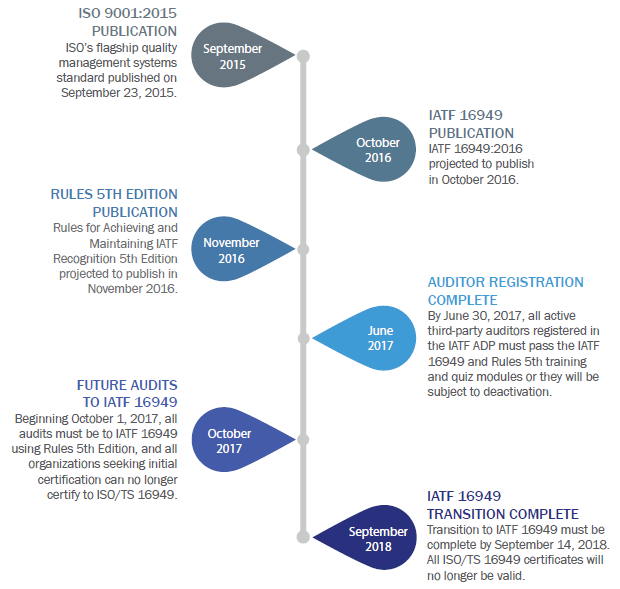 ISO 9001:2015
PUBLICATION
ISO's flagship quality
management systems
standard published on
September 23, 2015.
September
2015
IATF 16949
PUBLICATION
IATF 16949:2016
projected to publish
in October 2016.
October
2016
RULES 5TH EDITION
PUBLICATION
Rules for Achieving and
Maintaining IATF
Recognition 5th Edition
projected to publish in
November 2016.
November
2016
AUDITOR REGISTRATION
COMPLETE
By June 30, 2017, all active
third-party auditors registered in
the IATF ADP must pass the IATF
16949 and Rules 5th training
and quiz modules or they will be
subject to deactivation.
June
2017
FUTURE AUDITS
TO IATF 16949
Beginning October 1, 2017, all
audits must be to IATF 16949
using Rules 5th Edition, and all
organizations seeking initial
certification can no longer
certify to ISO/TS 16949.
October
2017
IATF 16949
TRANSITION COMPLETE
Transition to IATF 16949 must be
complete by September 14, 2018.
All ISO/TS 16949 certificates will
no longer be valid.
September
2018